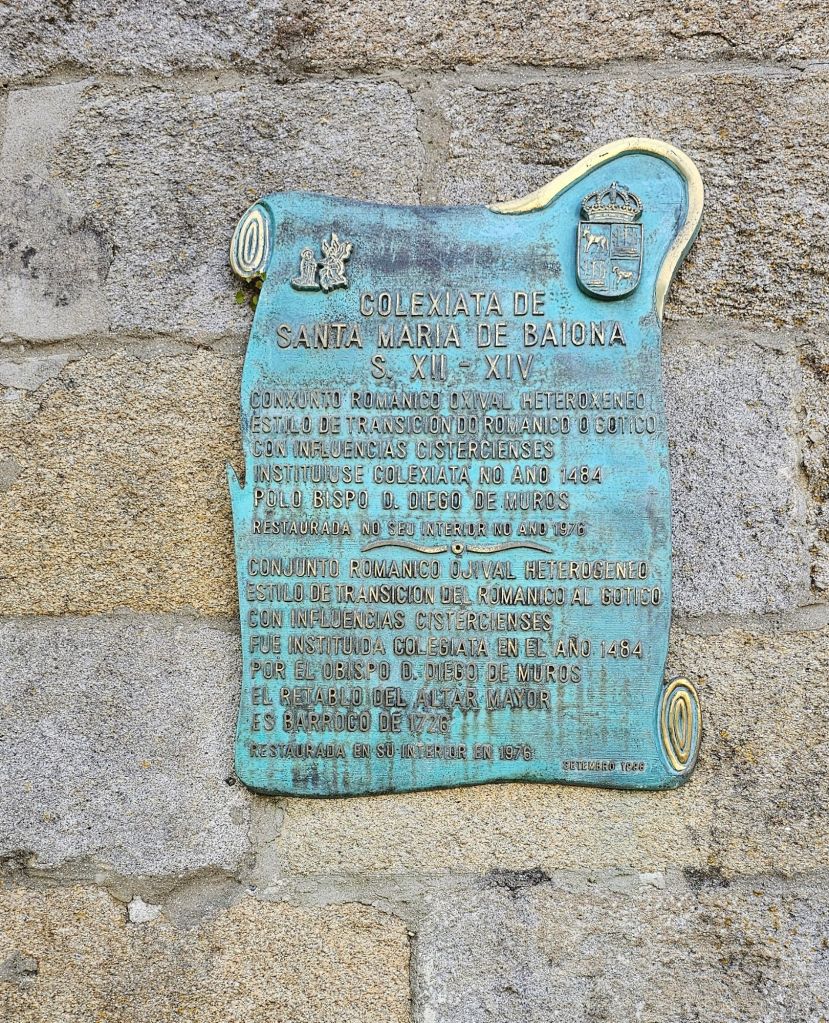 COLEXIATA DE
SANTA MARIA DE BAIONA
S. XII - XIV
CONXUNTO ROMANICO OXIVAL HETEROXENEO
ESTILO DE TRANSICION DO ROMANICO O GOTICO
CON INFLUENCIAS CISTERCIENSES
INSTITUIUSE COLEXIATA NO ANO 1484
POLO BISPO D. DIEGO DE MUROS
RESTAURADA NO SEU INTERIOR NO ANO 1976
CONJUNTO ROMANICO OJIVAL HETEROGENEO
ESTILO DE TRANSICION DEL ROMANICO AL GOTICO
CON INFLUENCIAS CISTERCIENSES
FUE INSTITUIDA COLEGIATA EN EL AÑO 1484
POR EL OBISPO D. DIEGO DE MUROS
EL RETABLO DEL ALTAR MAYOR
ES BARROCO DE 1726
RESTAURADA EN SU INTERIOR EN 1976
SETEMBRO